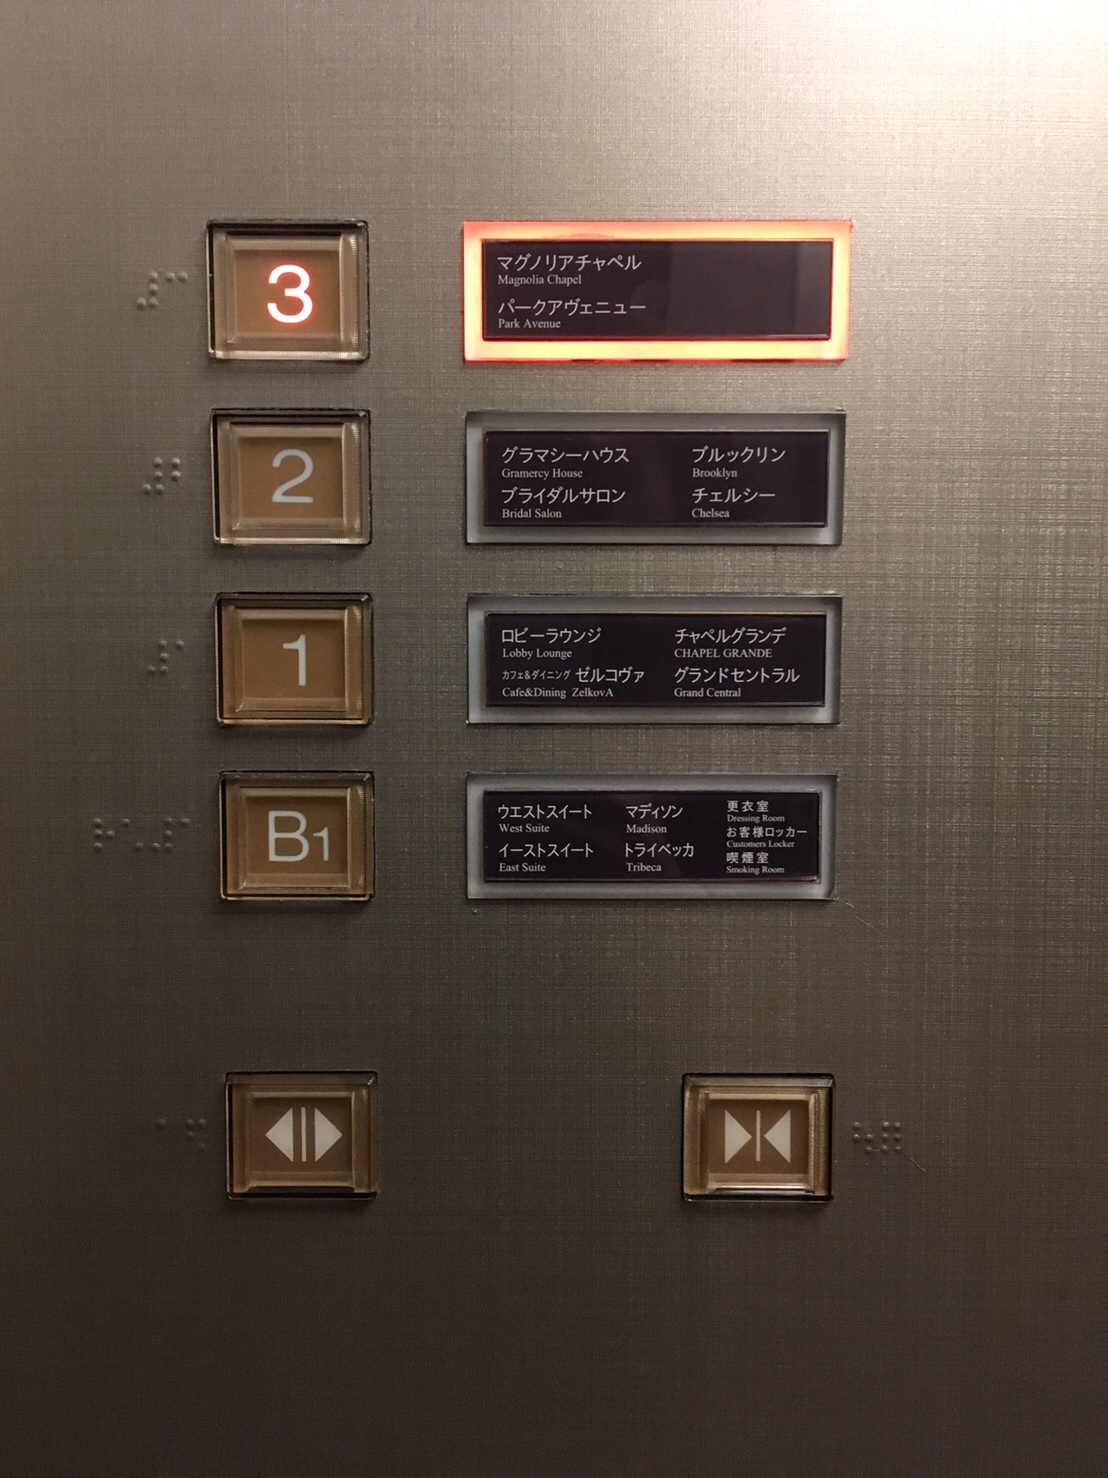 3
マグノリアチャペル
Magnolia Chapel
パークアヴェニュー
Park Avenue
2
グラマシーハウス
Gramercy House
ブライダルサロン
Bridal Salon
ブルックリン
Brooklyn
チェルシー
Chelsea
1
ロビーラウンジ
Lobby Lounge
カフェ&ダイニング ゼルコヴァ
Cafe&Dining ZelkovA
チャペルグランデ
CHAPEL GRANDE
グランドセントラル
Grand Central
B1
ウエストスイート
West Suite
イーストスイート
East Suite
マディソン
Madison
トライベッカ
Tribeca
更衣室
Dressing Room
お客様ロッカー
Customers Locker
喫煙室
Smoking Room